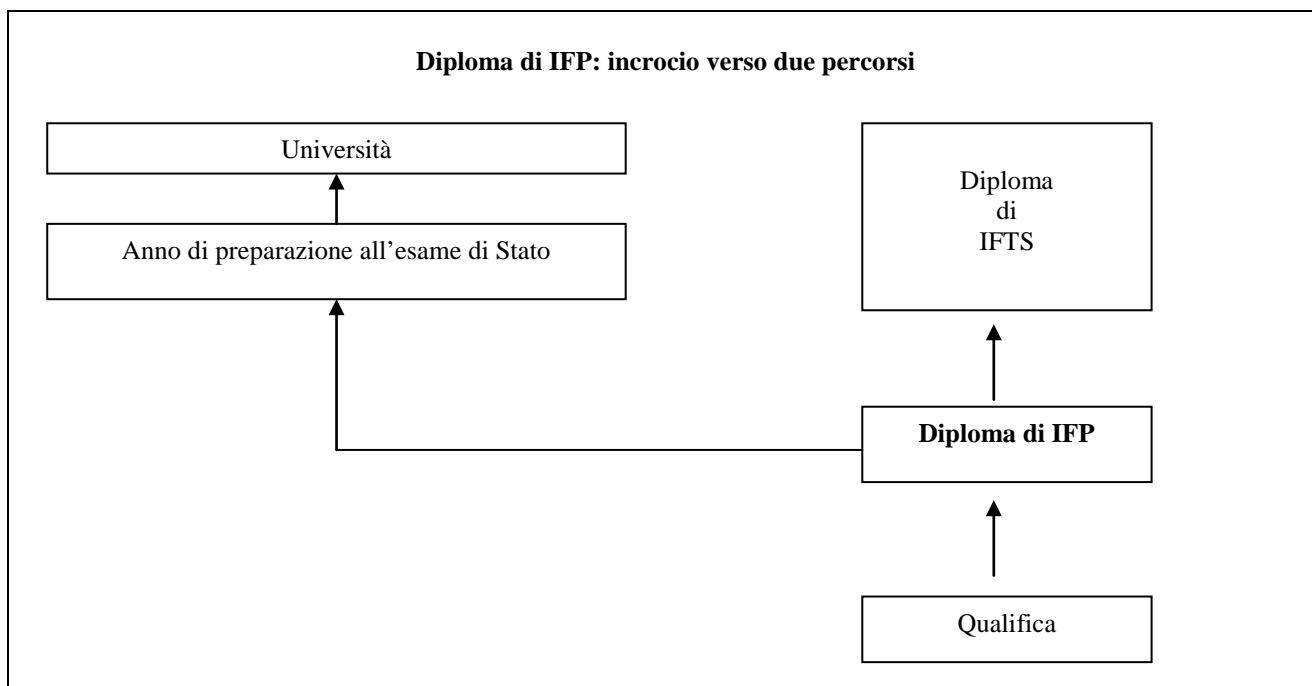 Diploma di IFP: incrocio verso due percorsi
Università
Anno di preparazione all'esame di Stato
Diploma
di
IFTS
Diploma di IFP
Qualifica